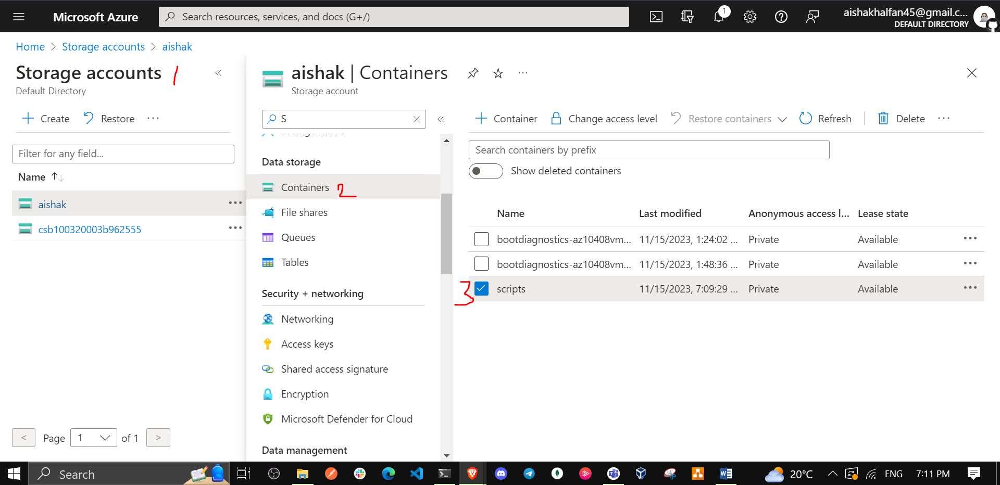 Microsoft Azure
Search resources, services, and docs (G+/)
1
aishakhalfan45@gmail.c...
DEFAULT DIRECTORY
Home > Storage accounts > aishak
Storage accounts 1
Default Directory
«
+ Create
Restore
...
Filter for any field...
Name ↑↓
aishak ...
csb100320003b962555 ...
< Page 1 of 1 >
aishak | Containers
...
Storage account
S
«
Storage mover
Data storage
Containers 2
File shares
Queues
Tables
Security + networking
Networking
Access keys
Shared access signature
Encryption
Microsoft Defender for Cloud
Data management
+ Container
Change access level
Restore containers
Refresh
Delete
...
Search containers by prefix
Show deleted containers
Name Last modified Anonymous access l... Lease state
bootdiagnostics-az10408vm... 11/15/2023, 1:24:02 ... Private Available ...
bootdiagnostics-az10408vm... 11/15/2023, 1:48:36 ... Private Available ...
3 scripts 11/15/2023, 7:09:29 ... Private Available ...
Search
20°C
ENG
7:11 PM